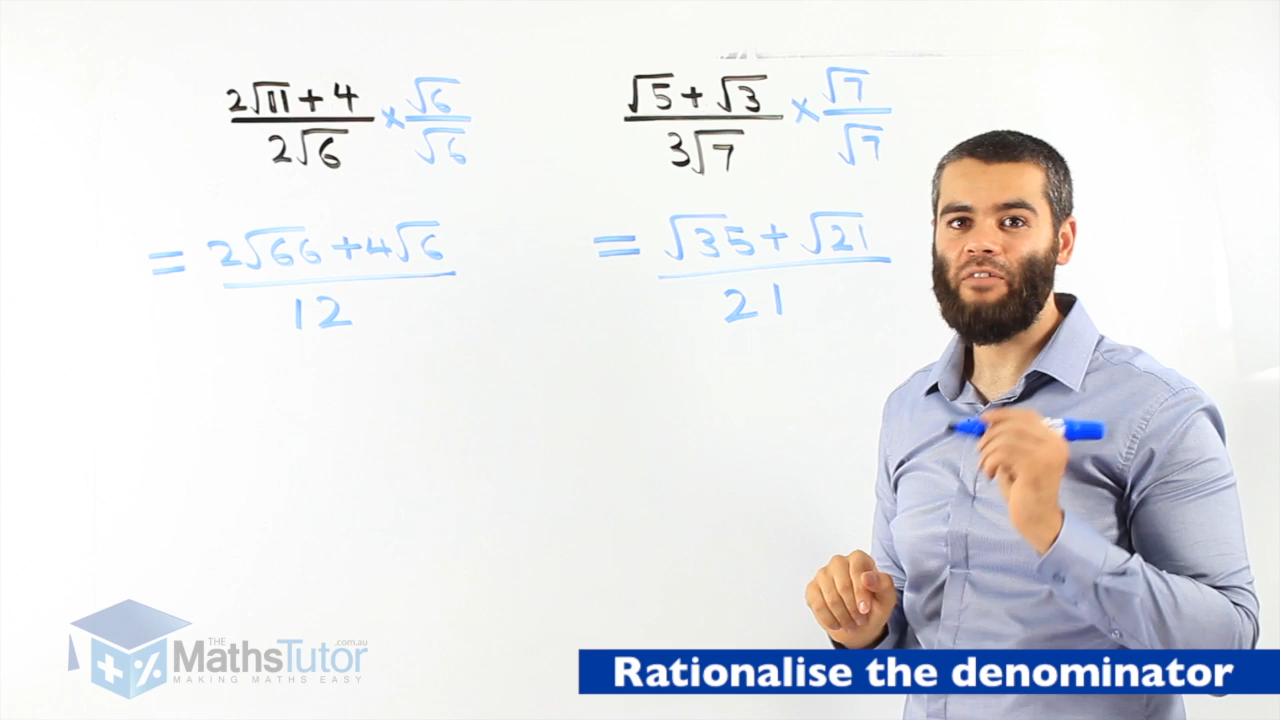 (2√11 + 4)/(2√6) × √6/√6
= (2√66 + 4√6)/12
(√5 + √3)/(3√7) × √7/√7
= (√35 + √21)/21
THE MathsTutor .com.au
MAKING MATHS EASY
Rationalise the denominator